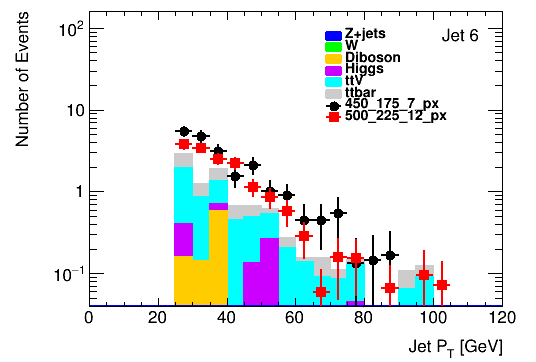 Number of Events
Jet 6
Z+jets
W
Diboson
Higgs
ttV
ttbar
450_175_7_px
500_225_12_px
10²
10
1
10⁻¹
0 20 40 60 80 100 120
Jet P_T [GeV]